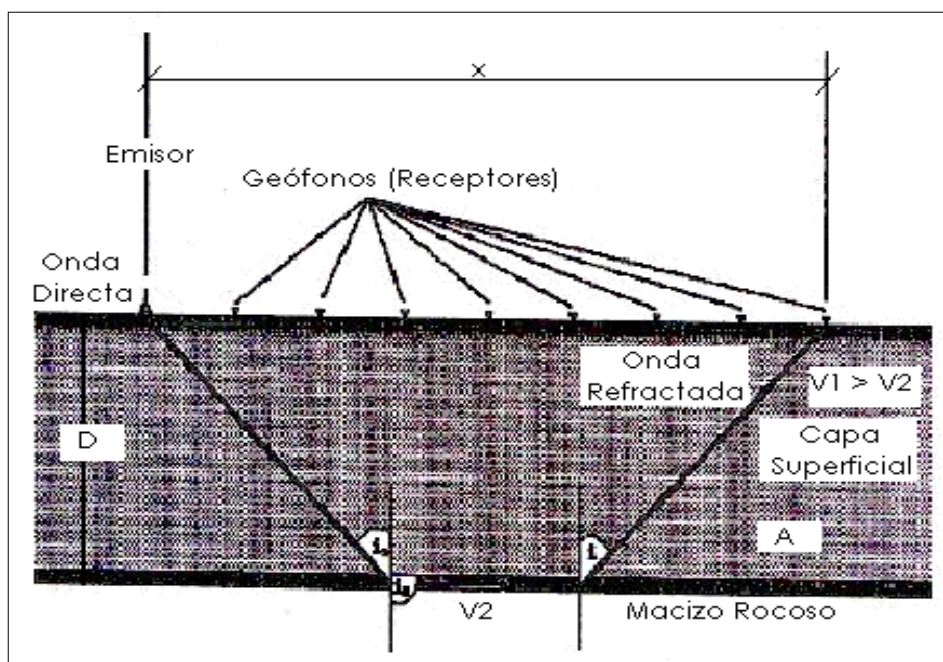 x
Emisor
Geófonos (Receptores)
Onda
Directa
Onda
Refractada
V1 > V2
D
Capa
Superficial
A
V2
Macizo Rocoso